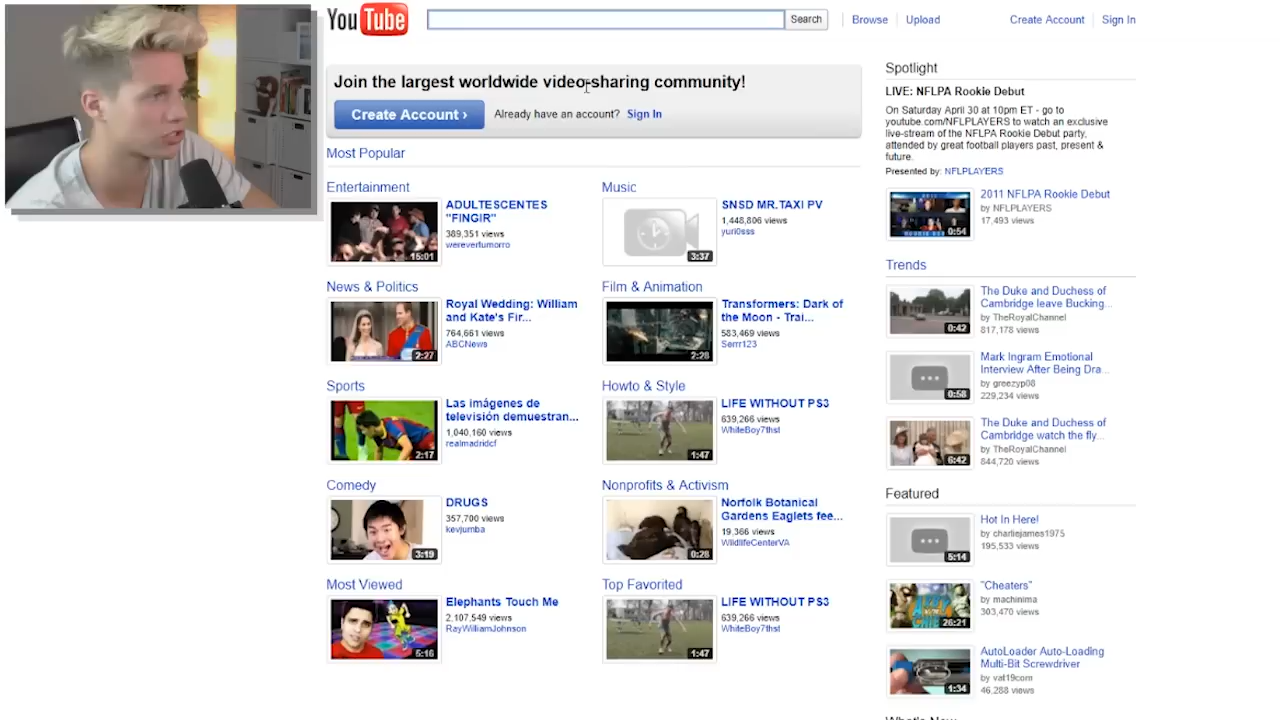 YouTube
Search
Browse
Upload
Create Account
Sign In
Join the largest worldwide video-sharing community!
Create Account ›
Already have an account? Sign In
Most Popular
Entertainment
ADULTESCENTES
"FINGIR"
389,351 views
werevertumorro
15:01
Music
SNSD MR.TAXI PV
1,448,806 views
yuri0sss
3:37
News & Politics
Royal Wedding: William
and Kate's Fir...
764,661 views
ABCNews
2:27
Film & Animation
Transformers: Dark of
the Moon - Trai...
583,469 views
Serrr123
2:28
Sports
Las imágenes de
televisión demuestran...
1,040,160 views
realmadridcf
2:17
Howto & Style
LIFE WITHOUT PS3
639,266 views
WhiteBoy7thst
1:47
Comedy
DRUGS
357,700 views
kevjumba
3:19
Nonprofits & Activism
Norfolk Botanical
Gardens Eaglets fee...
19,366 views
WildlifeCenterVA
0:28
Most Viewed
Elephants Touch Me
2,107,549 views
RayWilliamJohnson
5:16
Top Favorited
LIFE WITHOUT PS3
639,266 views
WhiteBoy7thst
1:47
Spotlight
LIVE: NFLPA Rookie Debut
On Saturday April 30 at 10pm ET - go to
youtube.com/NFLPLAYERS to watch an exclusive
live-stream of the NFLPA Rookie Debut party,
attended by great football players past, present &
future.
Presented by: NFLPLAYERS
2011 NFLPA Rookie Debut
by NFLPLAYERS
17,493 views
0:54
Trends
The Duke and Duchess of
Cambridge leave Bucking...
by TheRoyalChannel
817,178 views
0:42
Mark Ingram Emotional
Interview After Being Dra...
by greezyp08
229,234 views
0:58
The Duke and Duchess of
Cambridge watch the fly...
by TheRoyalChannel
844,720 views
6:42
Featured
Hot In Here!
by charliejames1975
195,533 views
5:14
"Cheaters"
by machinima
303,470 views
26:21
AutoLoader Auto-Loading
Multi-Bit Screwdriver
by vat19com
46,288 views
1:34
What's New